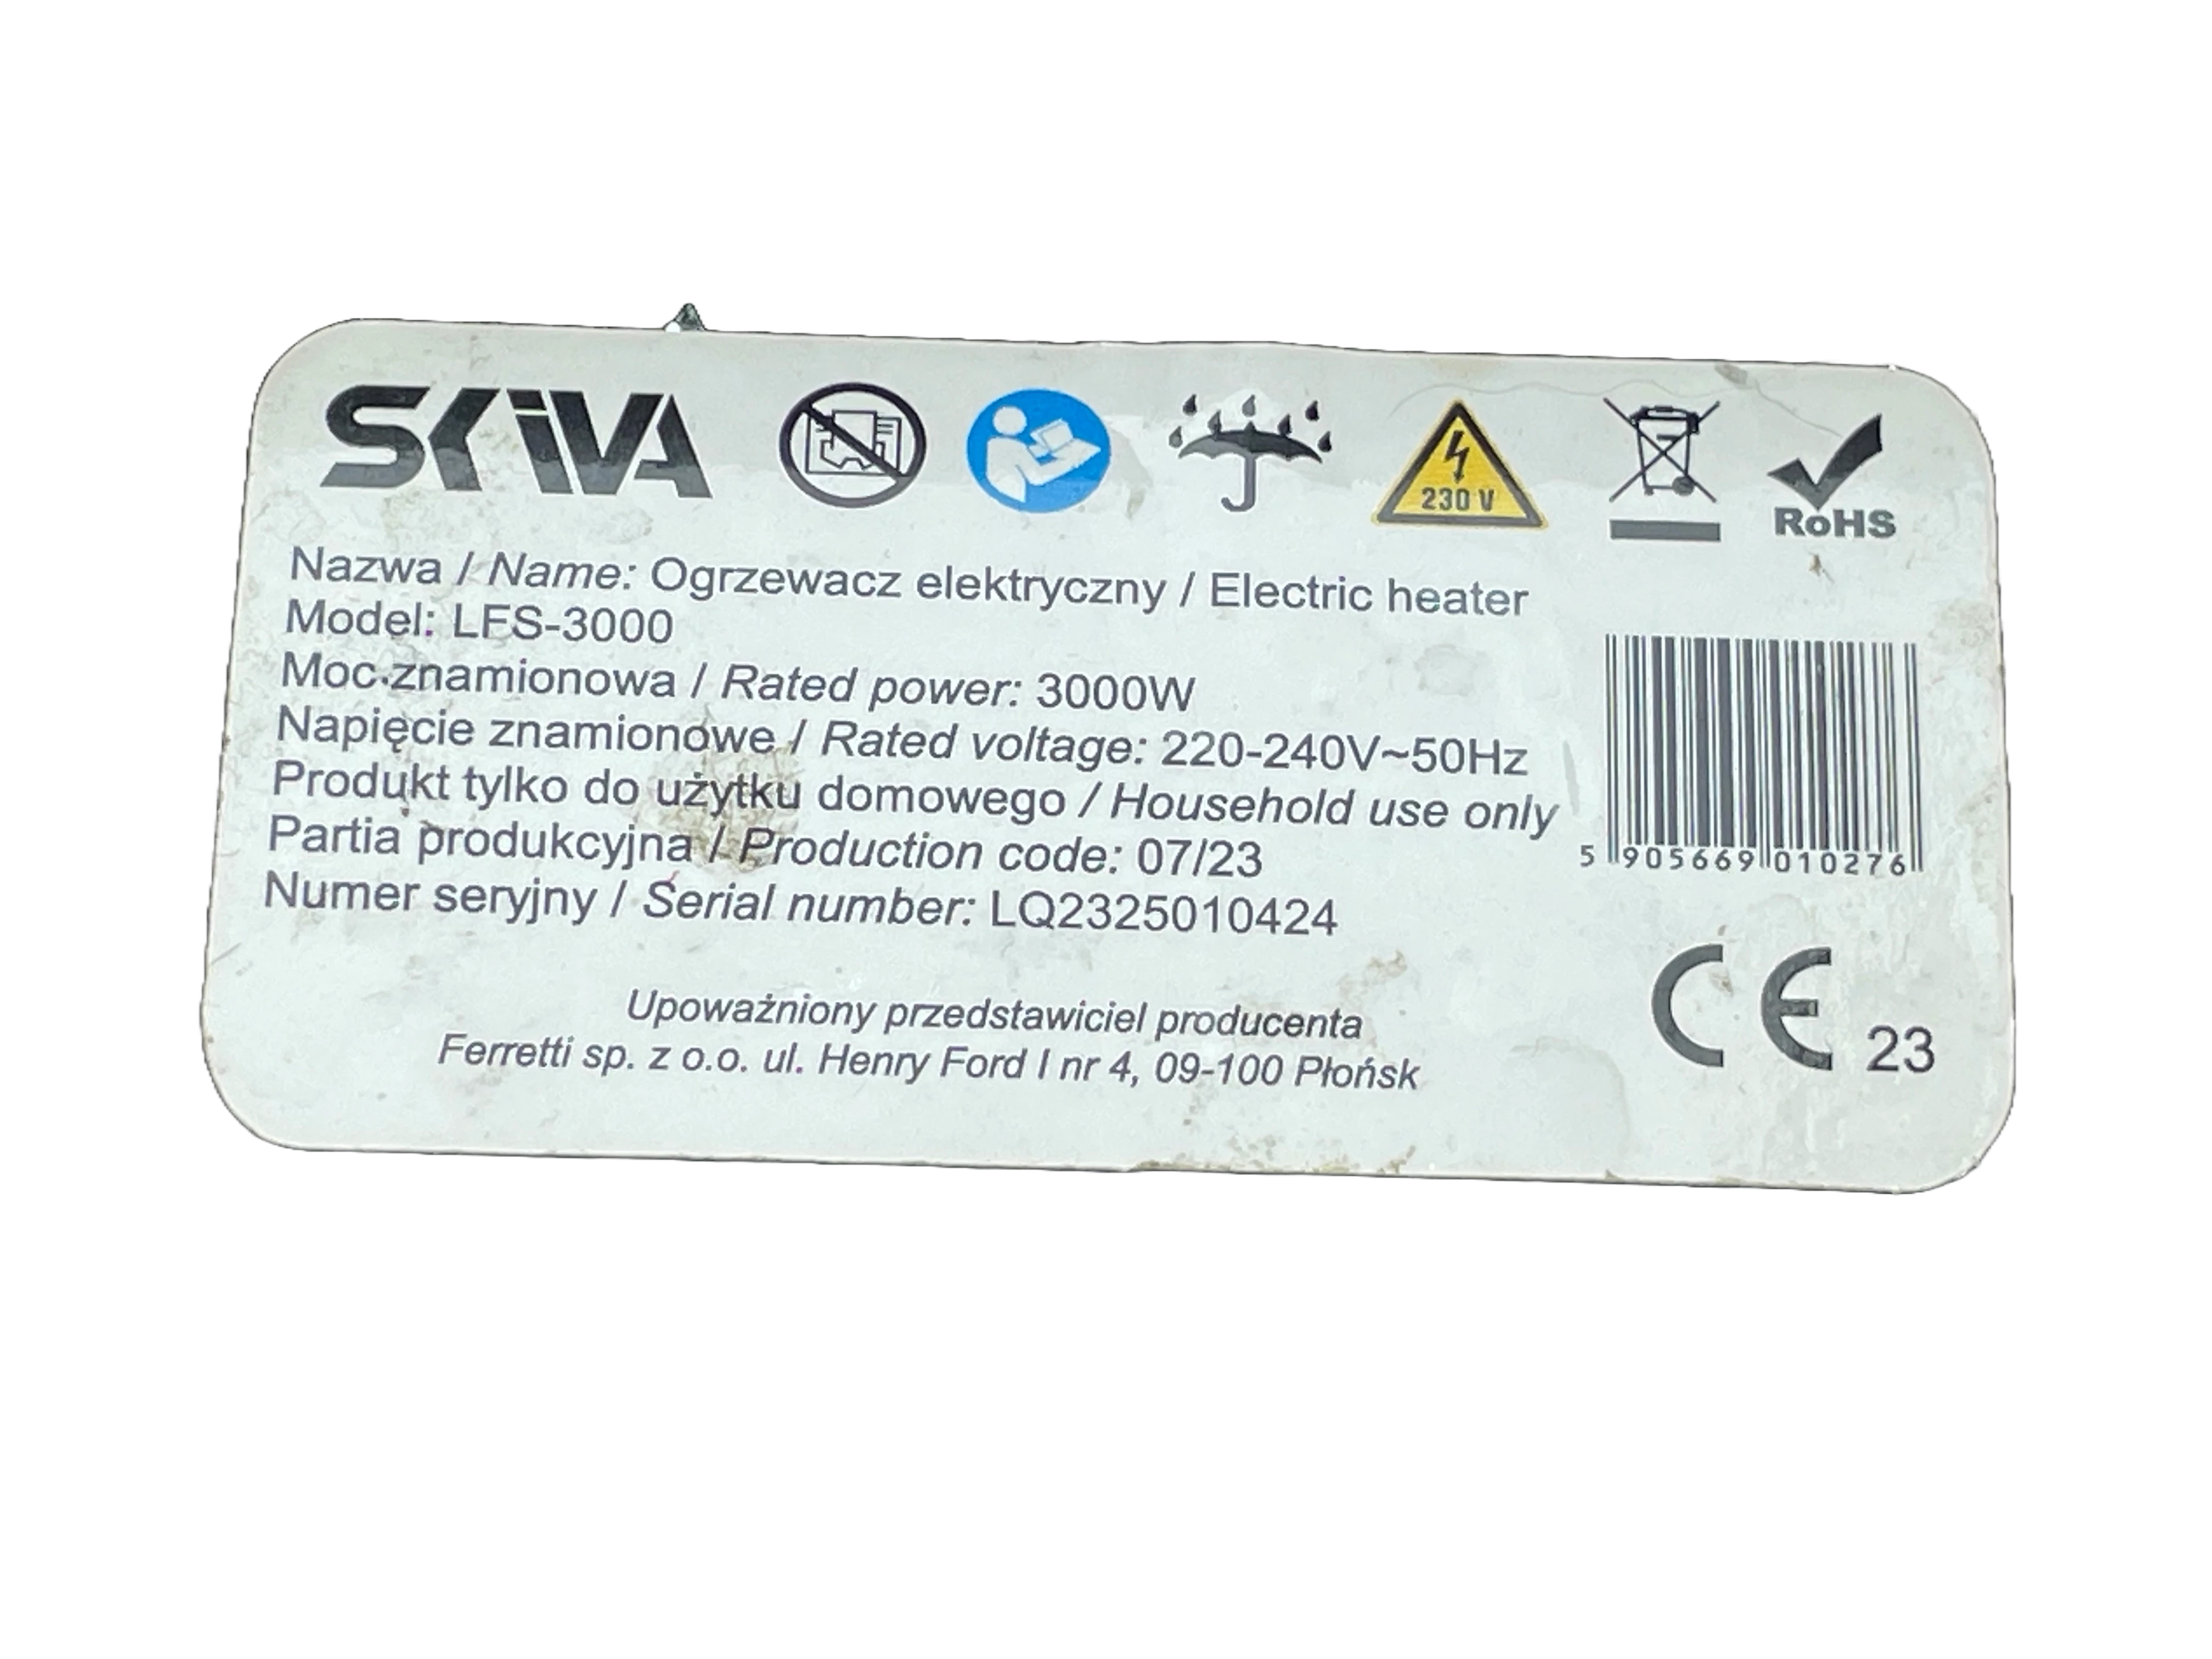 SKIVA
230 V
RoHS
Nazwa / Name: Ogrzewacz elektryczny / Electric heater
Model: LFS-3000
Moc znamionowa / Rated power: 3000W
Napięcie znamionowe / Rated voltage: 220-240V~50Hz
Produkt tylko do użytku domowego / Household use only
Partia produkcyjna / Production code: 07/23
Numer seryjny / Serial number: LQ2325010424
5 905669 010276
Upoważniony przedstawiciel producenta
Ferretti sp. z o.o. ul. Henry Ford I nr 4, 09-100 Płońsk
CE 23